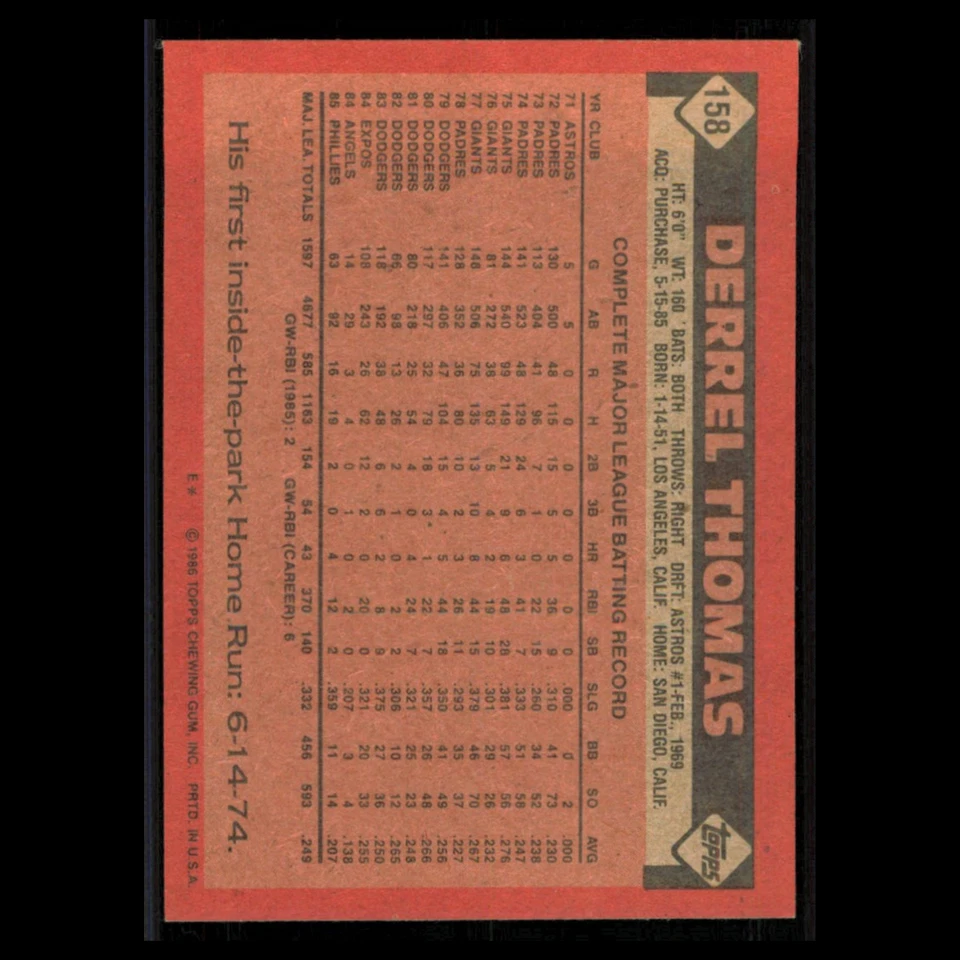 158
DERREL THOMAS
topps
HT: 6'0" WT: 160 BATS: BOTH THROWS: RIGHT DRFT: ASTROS #1-FEB., 1969
ACQ: PURCHASE, 5-15-85 BORN: 1-14-51, LOS ANGELES, CALIF. HOME: SAN DIEGO, CALIF.
COMPLETE MAJOR LEAGUE BATTING RECORD
YR CLUB G AB R H 2B 3B HR RBI SB SLG BB SO AVG
71 ASTROS 5 5 0 0 0 0 0 0 0 .000 0 2 .000
72 PADRES 130 500 48 115 15 5 5 36 9 .310 41 73 .230
73 PADRES 113 404 41 96 7 1 0 22 15 .260 34 52 .238
74 PADRES 141 523 48 129 24 6 3 41 7 .333 51 58 .247
75 GIANTS 144 540 99 149 21 9 6 48 28 .381 57 56 .276
76 GIANTS 81 272 38 63 5 4 2 19 10 .301 29 26 .232
77 GIANTS 148 506 75 135 13 10 8 44 15 .379 46 70 .267
78 PADRES 128 352 36 80 10 2 3 26 11 .293 35 37 .227
79 DODGERS 141 406 47 104 15 4 5 44 18 .350 41 49 .256
80 DODGERS 117 297 32 79 18 3 1 22 7 .357 26 48 .266
81 DODGERS 80 218 25 54 4 0 4 24 7 .321 25 23 .248
82 DODGERS 66 98 13 26 2 1 0 2 2 .306 10 12 .265
83 DODGERS 118 192 38 48 6 6 2 8 9 .375 27 36 .250
84 EXPOS 108 243 26 62 12 2 0 20 0 .321 20 33 .255
84 ANGELS 14 29 3 4 0 1 0 2 0 .207 3 4 .138
85 PHILLIES 63 92 16 19 2 0 4 12 2 .359 11 14 .207
MAJ. LEA. TOTALS 1597 4677 585 1163 154 54 43 370 140 .332 456 593 .249
GW-RBI (1985): 2 GW-RBI (CAREER): 6
His first inside-the-park Home Run: 6-14-74.
E* © 1986 TOPPS CHEWING GUM, INC. PRTD. IN U.S.A.